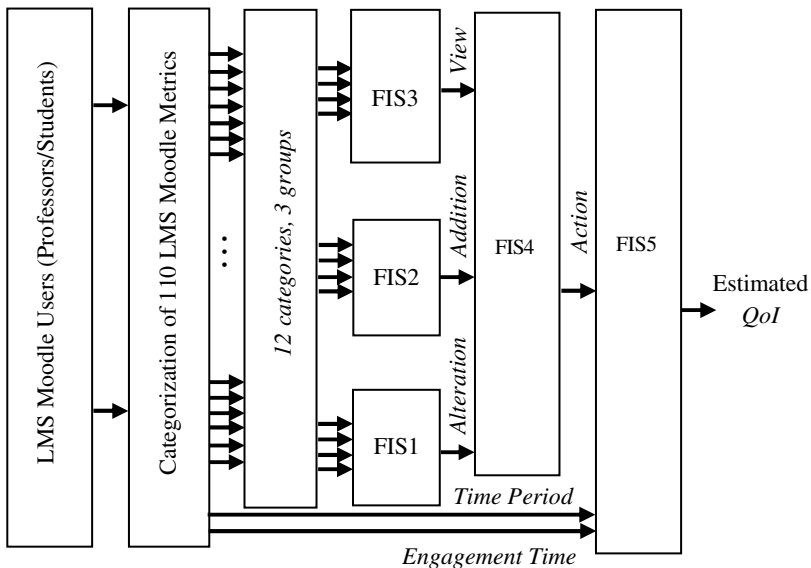 LMS Moodle Users (Professors/Students)
Categorization of 110 LMS Moodle Metrics
...
12 categories, 3 groups
FIS3
FIS2
FIS1
View
Addition
Alteration
FIS4
Action
FIS5
Estimated
QoI
Time Period
Engagement Time